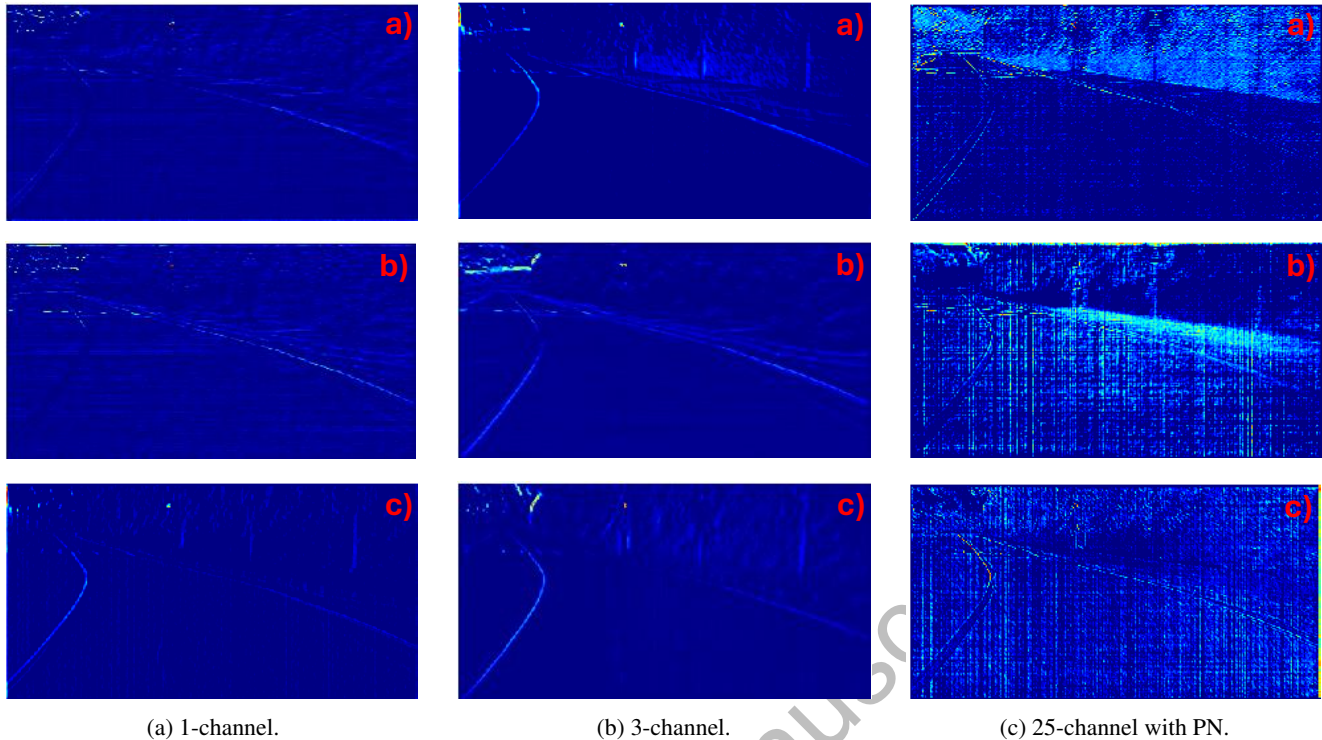 a) a) a)
b) b) b)
c) c) c)
(a) 1-channel. (b) 3-channel. (c) 25-channel with PN.